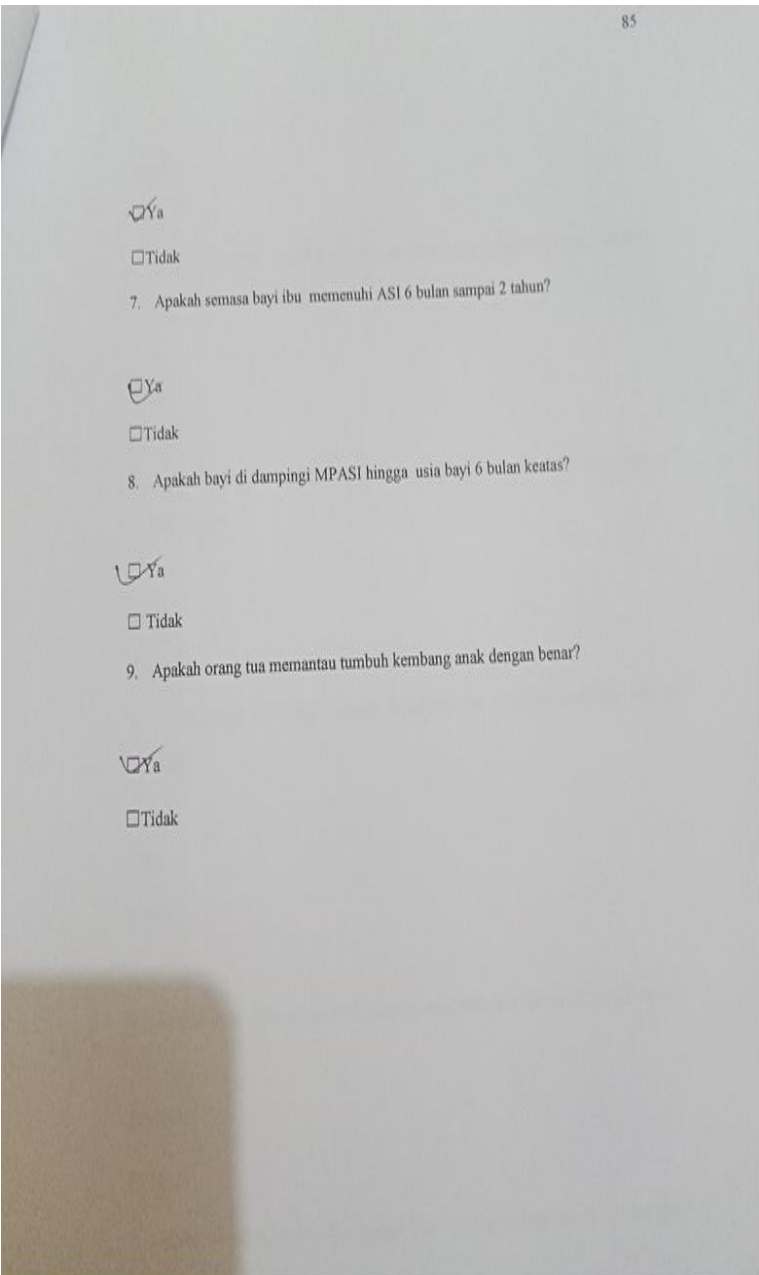 85
☐Ya
☐Tidak
7. Apakah semasa bayi ibu memenuhi ASI 6 bulan sampai 2 tahun?
☐Ya
☐Tidak
8. Apakah bayi di dampingi MPASI hingga usia bayi 6 bulan keatas?
☐Ya
☐ Tidak
9. Apakah orang tua memantau tumbuh kembang anak dengan benar?
☐Ya
☐Tidak